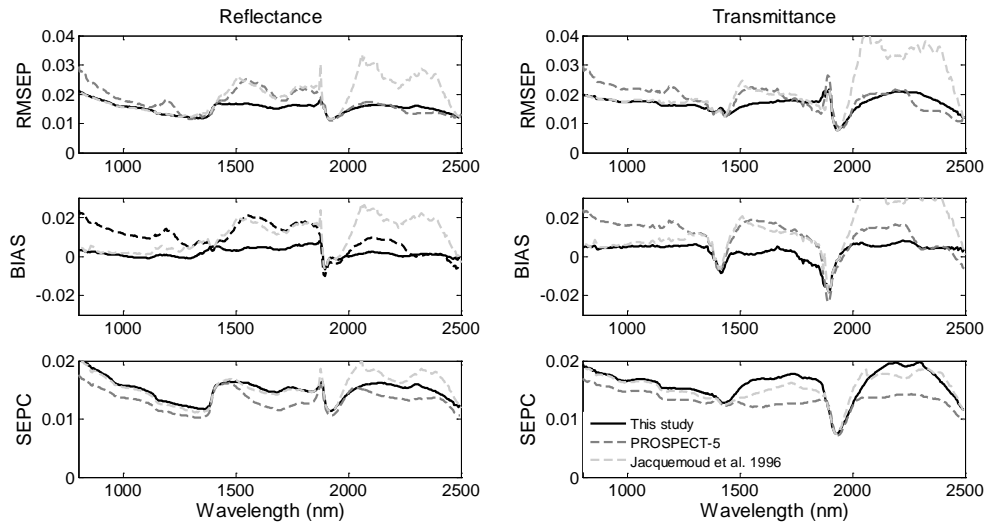 Reflectance
Transmittance
RMSEP
0.04
0.03
0.02
0.01
0
1000 1500 2000 2500
0.04
0.03
0.02
0.01
0
RMSEP
1000 1500 2000 2500
BIAS
0.02
0
-0.02
1000 1500 2000 2500
BIAS
0.02
0
-0.02
1000 1500 2000 2500
SEPC
0.02
0.01
0
1000 1500 2000 2500
Wavelength (nm)
SEPC
0.02
0.01
0
This study
PROSPECT-5
Jacquemoud et al. 1996
1000 1500 2000 2500
Wavelength (nm)